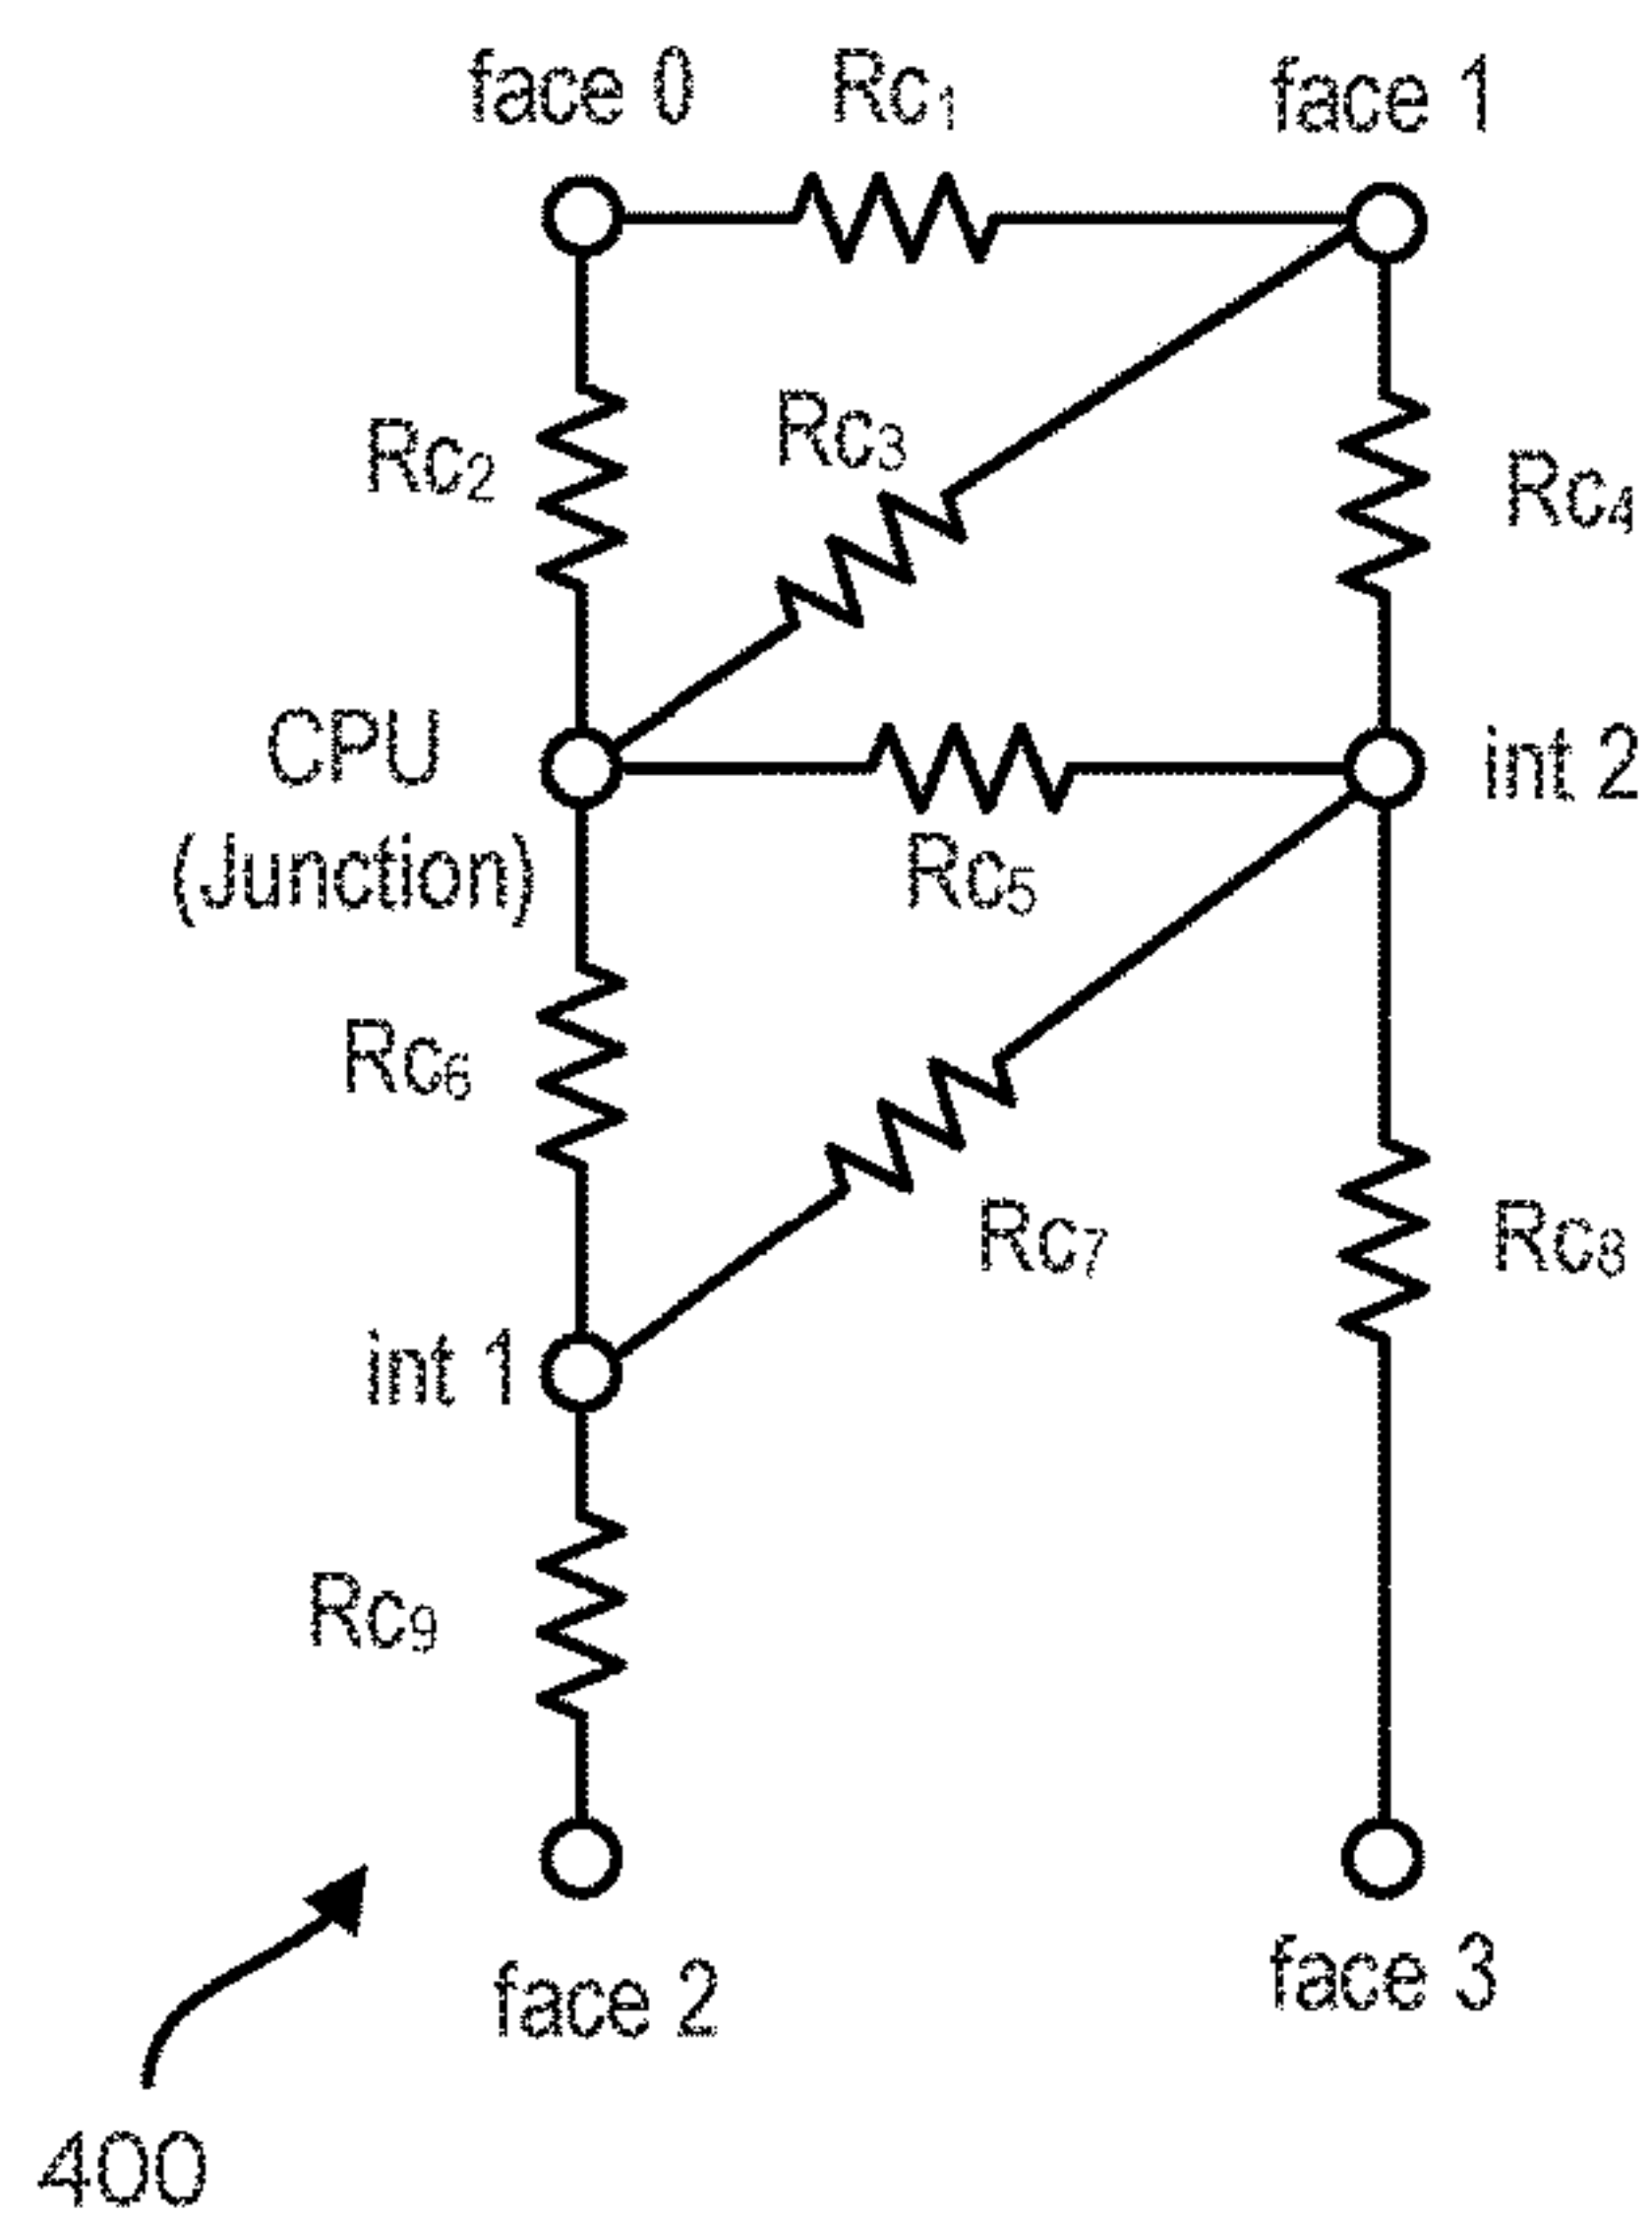 face 0
Rc1
face 1
Rc2
Rc3
Rc4
CPU
(Junction)
int 2
Rc5
Rc6
Rc7
Rc8
int 1
Rc9
face 2
face 3
400